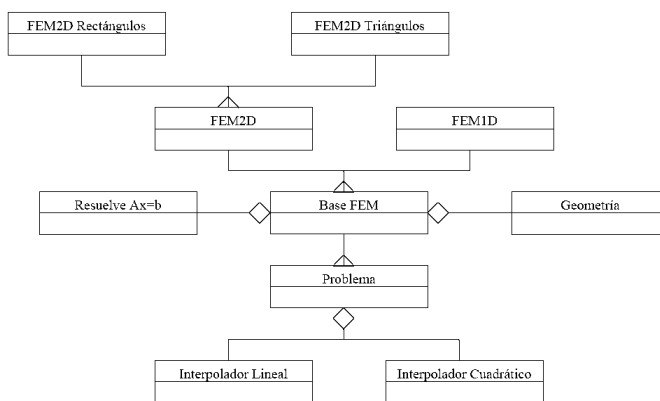 FEM2D Rectángulos
FEM2D Triángulos
FEM2D
FEM1D
Resuelve Ax=b
Base FEM
Geometría
Problema
Interpolador Lineal
Interpolador Cuadrático